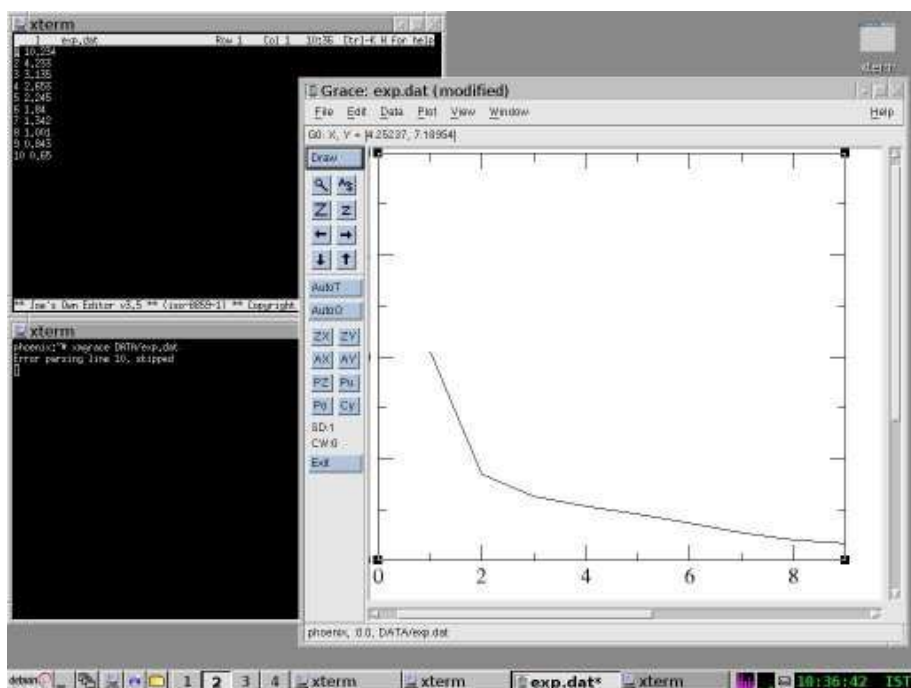 xterm
1 exp.dat Row 1 Col 1 10:36 Ctrl-K H for help
1 10.234
2 4.233
3 3.135
4 2.653
5 2.245
6 1.84
7 1.342
8 1.001
9 0.843
10 0.65
** Joe's Own Editor v3.5 ** (iso-8859-1) ** Copyright
xterm
phoenix:~# xmgrace DATA/exp.dat
Error parsing line 10, skipped
xterm
Grace: exp.dat (modified)
File Edit Data Plot View Window Help
G0: X, Y = [4.25237, 7.18954]
Draw
Z z
AutoT
AutoO
ZX ZY
AX AY
PZ Pu
Po Cy
SD:1
CW:0
Exit
0 2 4 6 8
phoenix, 0.0, DATA/exp.dat
debian 1 2 3 4 xterm xterm exp.dat* xterm 10:36:42 IST